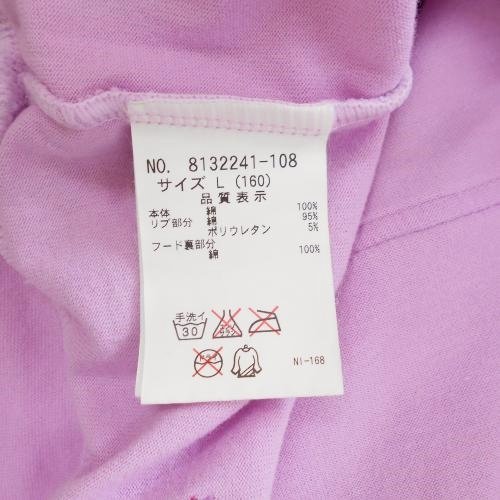 NO. 8132241-108
サイズ L (160)
品質表示
本体 綿 100%
リブ部分 綿 95%
ポリウレタン 5%
フード裏部分
綿 100%
手洗イ
30
NI-168